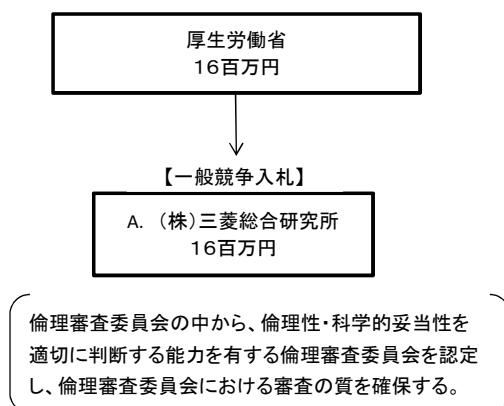 厚生労働省
16百万円
【一般競争入札】
A. (株)三菱総合研究所
16百万円
倫理審査委員会の中から、倫理性・科学的妥当性を
適切に判断する能力を有する倫理審査委員会を認定
し、倫理審査委員会における審査の質を確保する。